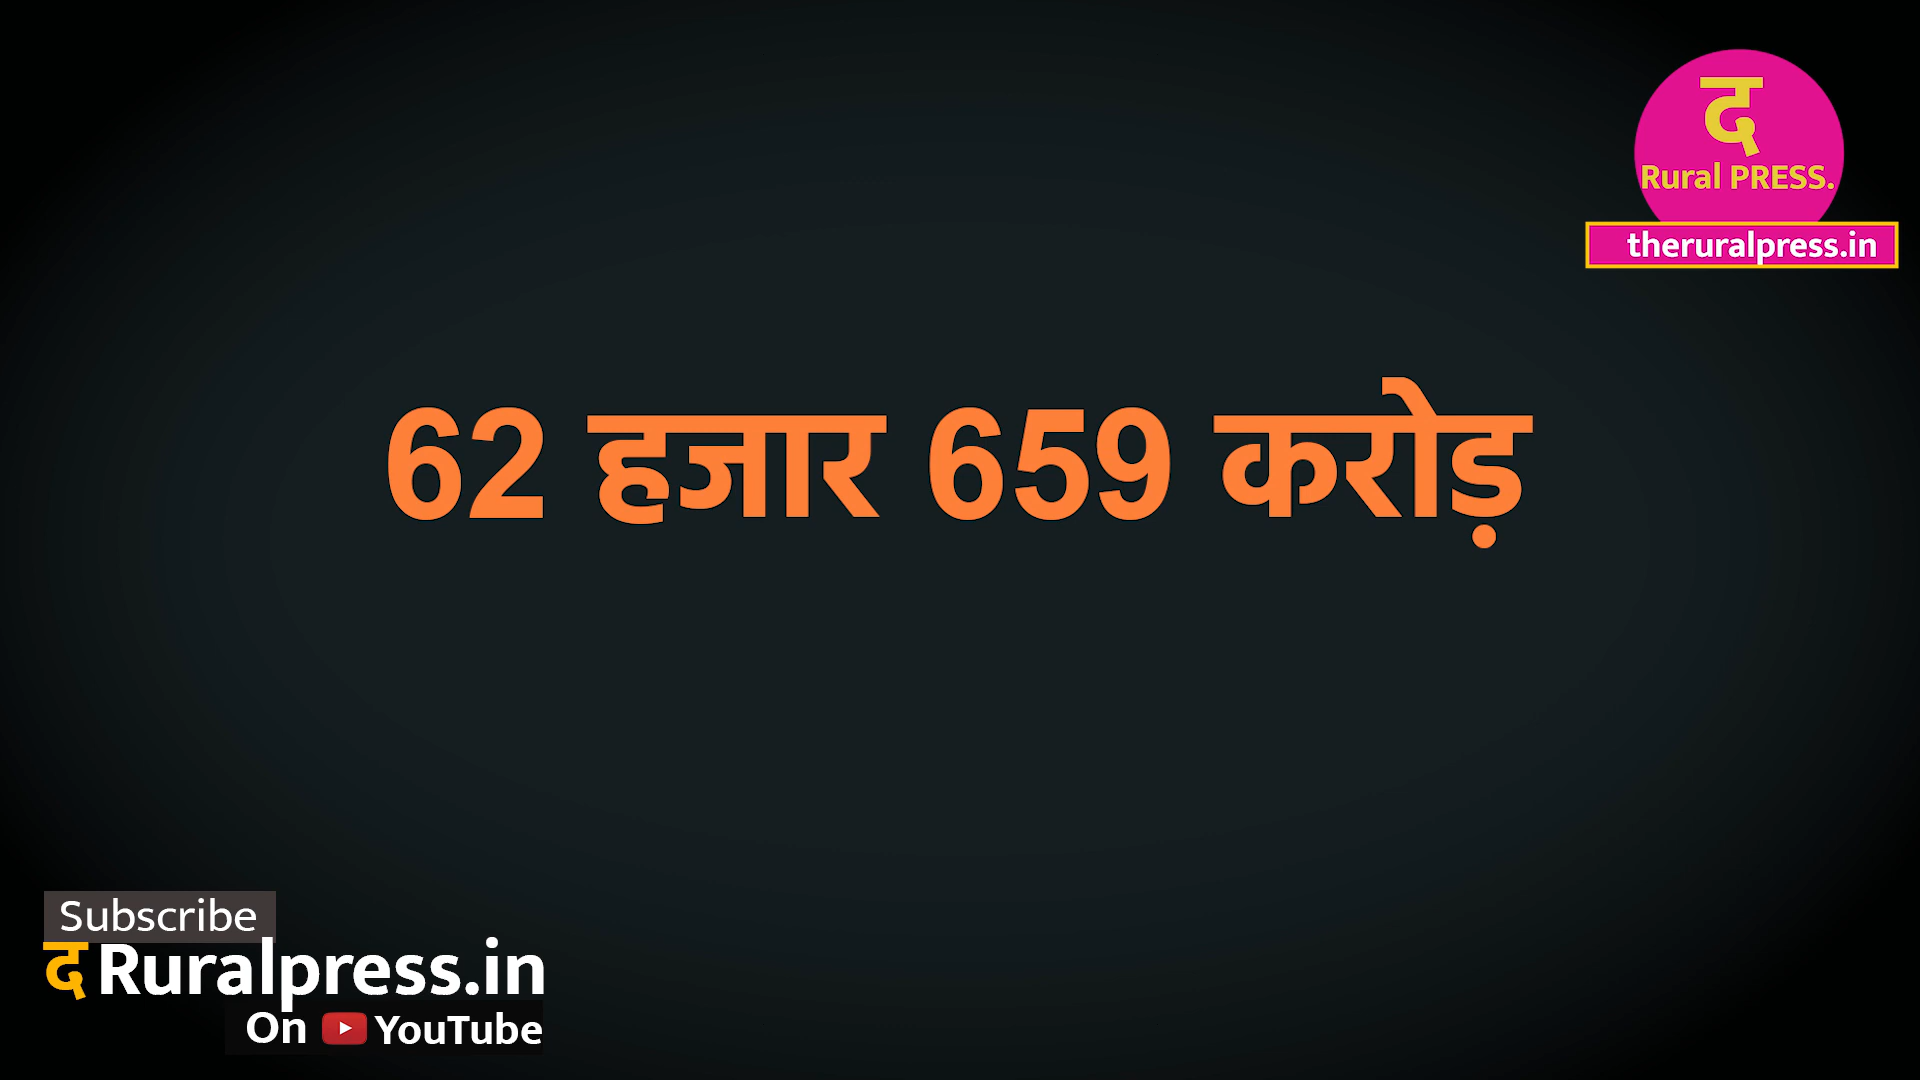 द
Rural PRESS.
theruralpress.in
62 हजार 659 करोड़
Subscribe
द Ruralpress.in
On YouTube